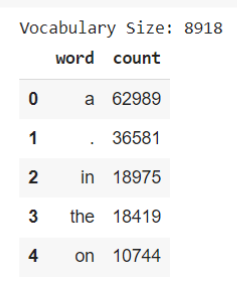 Vocabulary Size: 8918
word count
0 a 62989
1 . 36581
2 in 18975
3 the 18419
4 on 10744